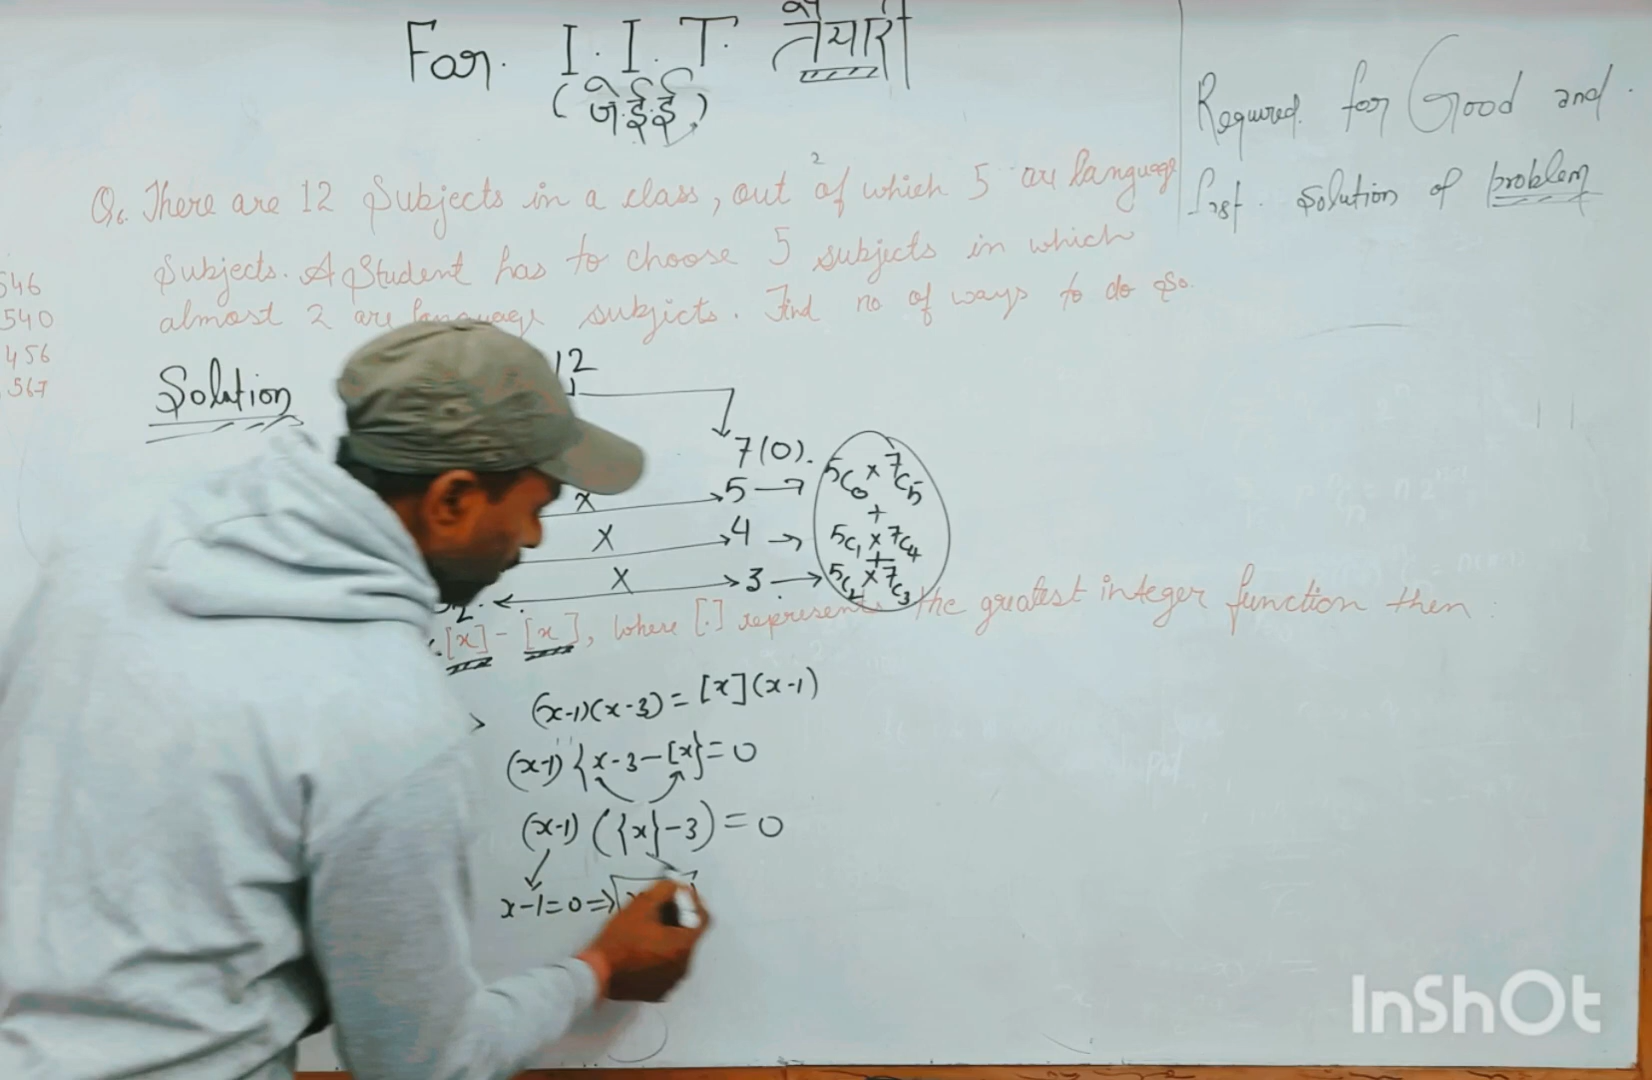 For. I.I.T. तैयारी
(जेईई)
Required for Good and
Solution of problem
Q. There are 12 Subjects in a class, out of which 5 are language
2
Subjects. A Student has to choose 5 subjects in which
almost 2 are language subjects. Find no of ways to do so.
546
540
456
567
Solution
12
7(0).
x 5 → 5C0 x 7C5
+
x 4 → 5C1 x 7C4
+
x 3 → 5C2 x 7C3
2
[x] - [x], where [.] represents the greatest integer function then
(x-1)(x-3) = [x](x-1)
(x-1) {x-3-[x]} = 0
(x-1) ({x}-3) = 0
x-1=0 ⇒
InShOt